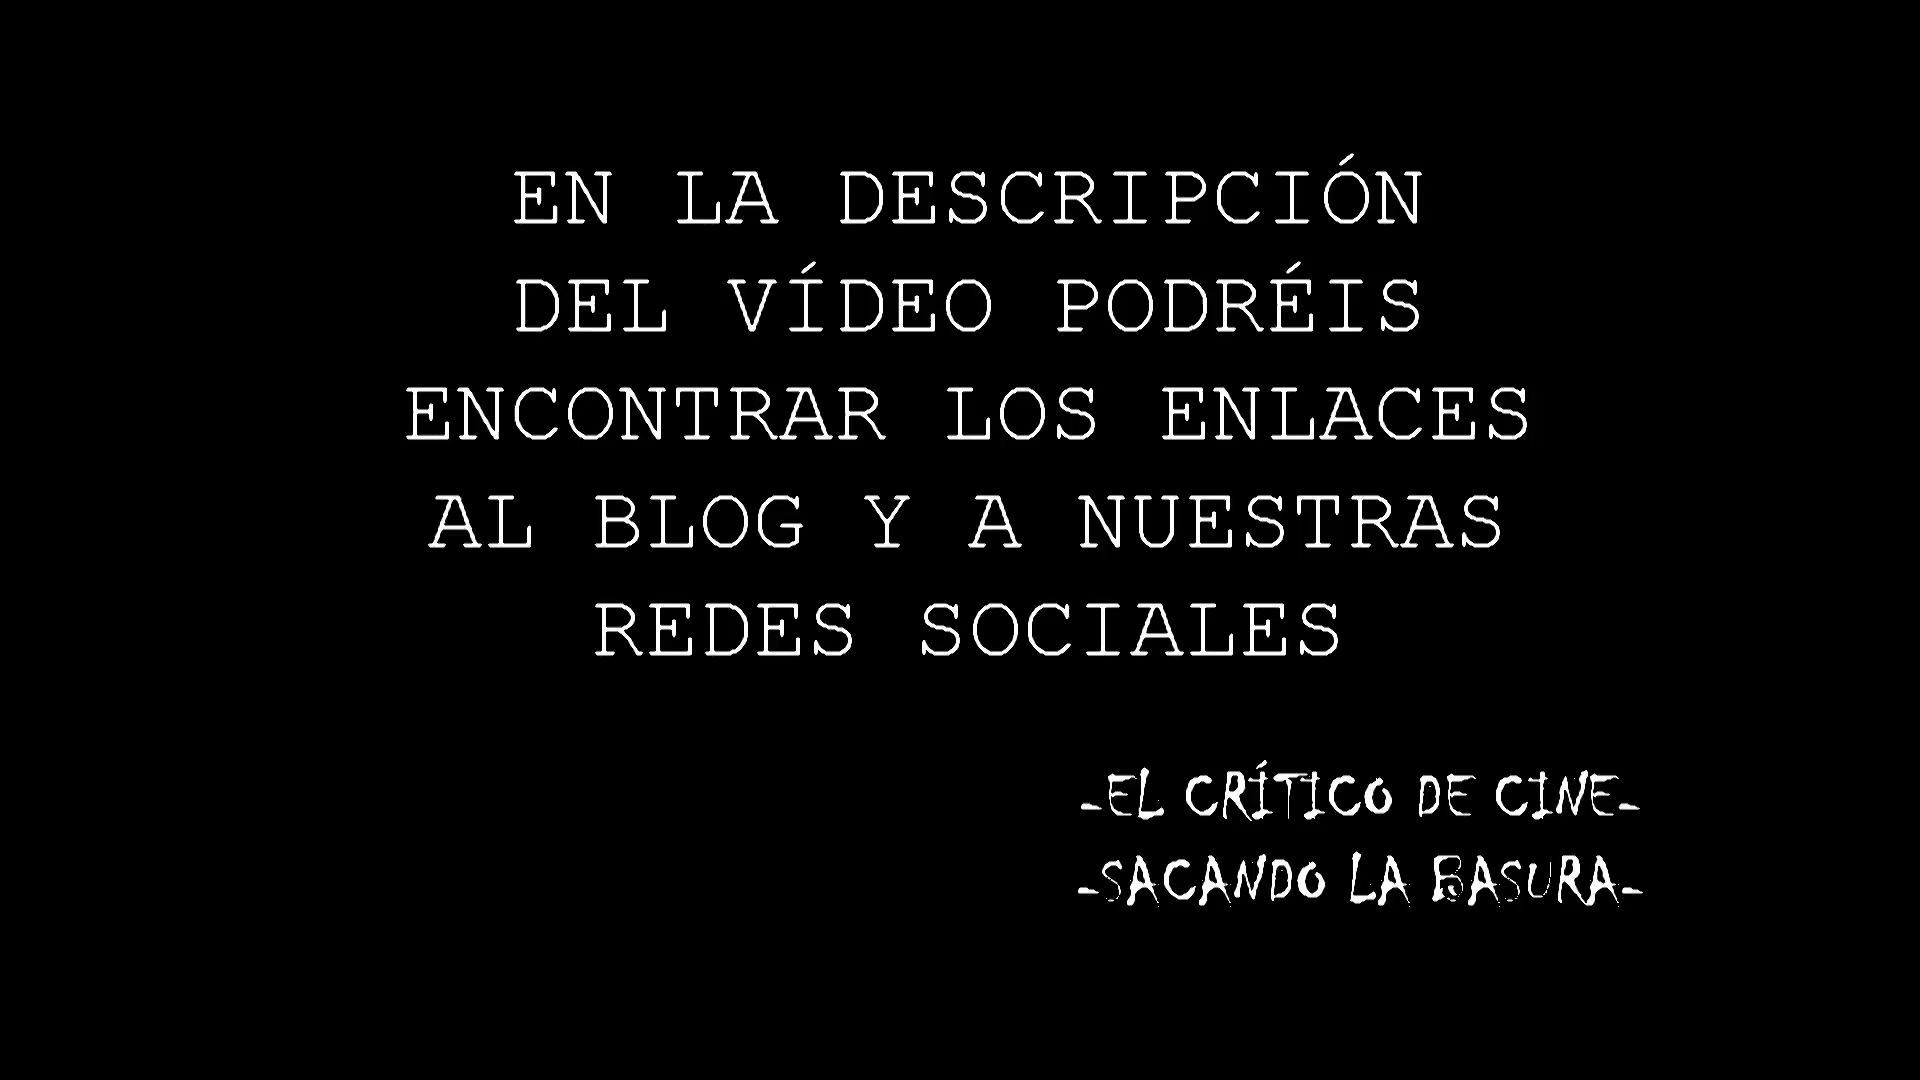 EN LA DESCRIPCIÓN
DEL VÍDEO PODRÉIS
ENCONTRAR LOS ENLACES
AL BLOG Y A NUESTRAS
REDES SOCIALES
-EL CRÍTICO DE CINE-
-SACANDO LA BASURA-